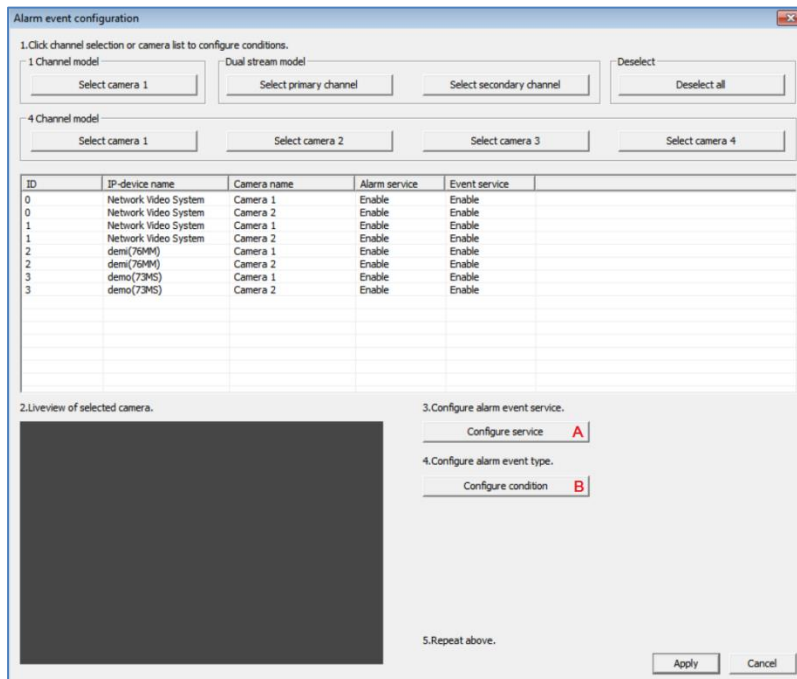 Alarm event configuration
1.Click channel selection or camera list to configure conditions.
1 Channel model
Dual stream model
Deselect
Select camera 1
Select primary channel
Select secondary channel
Deselect all
4 Channel model
Select camera 1
Select camera 2
Select camera 3
Select camera 4
ID IP-device name Camera name Alarm service Event service
0 Network Video System Camera 1 Enable Enable
0 Network Video System Camera 2 Enable Enable
1 Network Video System Camera 1 Enable Enable
1 Network Video System Camera 2 Enable Enable
2 demi(76MM) Camera 1 Enable Enable
2 demi(76MM) Camera 2 Enable Enable
3 demo(73MS) Camera 1 Enable Enable
3 demo(73MS) Camera 2 Enable Enable
2.Liveview of selected camera.
3.Configure alarm event service.
Configure service A
4.Configure alarm event type.
Configure condition B
5.Repeat above.
Apply
Cancel